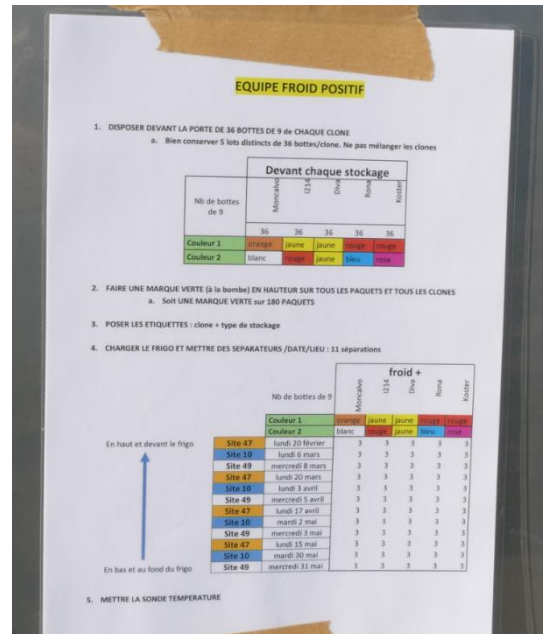 EQUIPE FROID POSITIF
1. DISPOSER DEVANT LA PORTE DE 36 BOTTES DE 9 de CHAQUE CLONE
a. Bien conserver 5 lots distincts de 36 bottes/clone. Ne pas mélanger les clones
Devant chaque stockage
Nb de bottes de 9 Moncalvo I214 Diva Rona Koster
36 36 36 36 36
Couleur 1 orange jaune jaune rouge rouge
Couleur 2 blanc rouge jaune bleu rose
2. FAIRE UNE MARQUE VERTE (à la bombe) EN HAUTEUR SUR TOUS LES PAQUETS ET TOUS LES CLONES
a. Soit UNE MARQUE VERTE sur 180 PAQUETS
3. POSER LES ETIQUETTES : clone + type de stockage
4. CHARGER LE FRIGO ET METTRE DES SEPARATEURS /DATE/LIEU : 11 séparations
froid +
Nb de bottes de 9 Moncalvo I214 Diva Rona Koster
Couleur 1 orange jaune jaune rouge rouge
Couleur 2 blanc rouge jaune bleu rose
En haut et devant le frigo Site 47 lundi 20 février 3 3 3 3 3
Site 10 lundi 6 mars 3 3 3 3 3
Site 49 mercredi 8 mars 3 3 3 3 3
Site 47 lundi 20 mars 3 3 3 3 3
Site 10 lundi 3 avril 3 3 3 3 3
Site 49 mercredi 5 avril 3 3 3 3 3
Site 47 lundi 17 avril 3 3 3 3 3
Site 10 mardi 2 mai 3 3 3 3 3
Site 49 mercredi 3 mai 3 3 3 3 3
Site 47 lundi 15 mai 3 3 3 3 3
Site 10 mardi 30 mai 3 3 3 3 3
En bas et au fond du frigo Site 49 mercredi 31 mai 3 3 3 3 3
5. METTRE LA SONDE TEMPERATURE